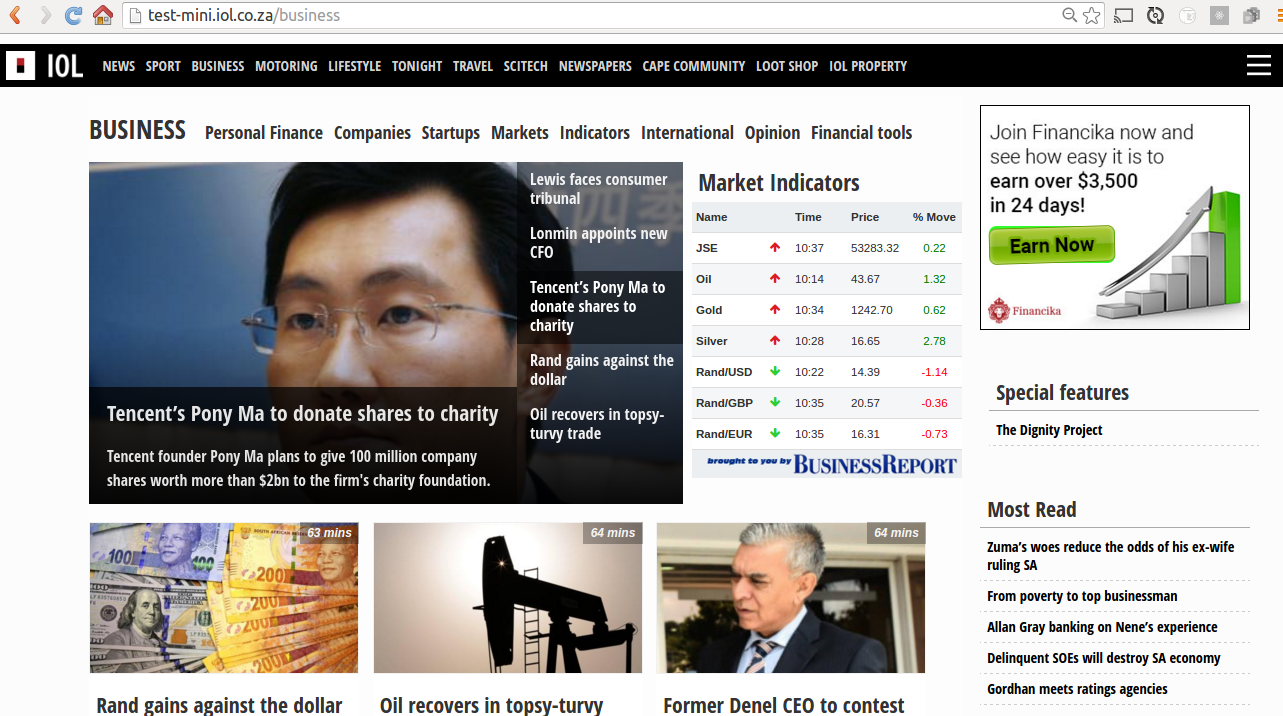 test-mini.iol.co.za/business
IOL NEWS SPORT BUSINESS MOTORING LIFESTYLE TONIGHT TRAVEL SCITECH NEWSPAPERS CAPE COMMUNITY LOOT SHOP IOL PROPERTY
BUSINESS Personal Finance Companies Startups Markets Indicators International Opinion Financial tools
Lewis faces consumer
tribunal
Lonmin appoints new
CFO
Tencent’s Pony Ma to
donate shares to
charity
Rand gains against the
dollar
Oil recovers in topsy-
turvy trade
Tencent’s Pony Ma to donate shares to charity
Tencent founder Pony Ma plans to give 100 million company
shares worth more than $2bn to the firm's charity foundation.
Market Indicators
Name Time Price % Move
JSE 10:37 53283.32 0.22
Oil 10:14 43.67 1.32
Gold 10:34 1242.70 0.62
Silver 10:28 16.65 2.78
Rand/USD 10:22 14.39 -1.14
Rand/GBP 10:35 20.57 -0.36
Rand/EUR 10:35 16.31 -0.73
brought to you by BUSINESS REPORT
Join Financika now and
see how easy it is to
earn over $3,500
in 24 days!
Earn Now
Financika
Special features
The Dignity Project
Most Read
Zuma’s woes reduce the odds of his ex-wife
ruling SA
From poverty to top businessman
Allan Gray banking on Nene’s experience
Delinquent SOEs will destroy SA economy
Gordhan meets ratings agencies
63 mins
100
200
200
200
Rand gains against the dollar
64 mins
Oil recovers in topsy-turvy
64 mins
Former Denel CEO to contest